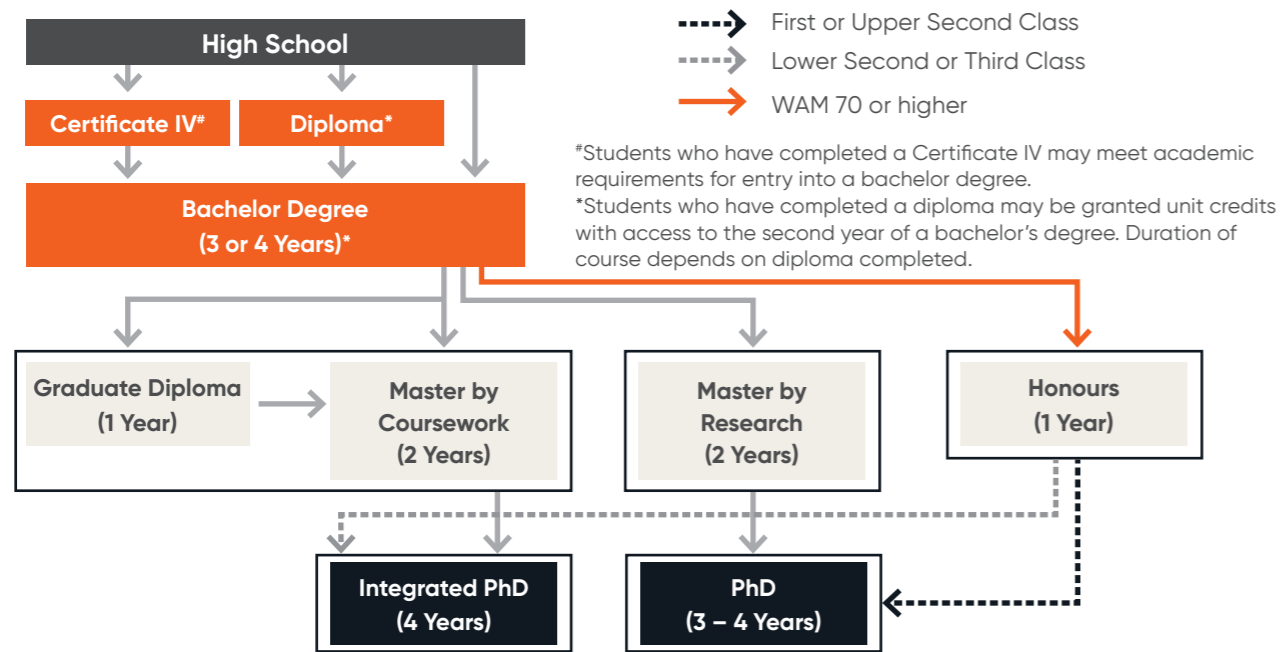 High School
First or Upper Second Class
Lower Second or Third Class
WAM 70 or higher
Certificate IV#
Diploma*
#Students who have completed a Certificate IV may meet academic
requirements for entry into a bachelor degree.
*Students who have completed a diploma may be granted unit credits
with access to the second year of a bachelor's degree. Duration of
course depends on diploma completed.
Bachelor Degree
(3 or 4 Years)*
Graduate Diploma
(1 Year)
Master by
Coursework
(2 Years)
Master by
Research
(2 Years)
Honours
(1 Year)
Integrated PhD
(4 Years)
PhD
(3 – 4 Years)